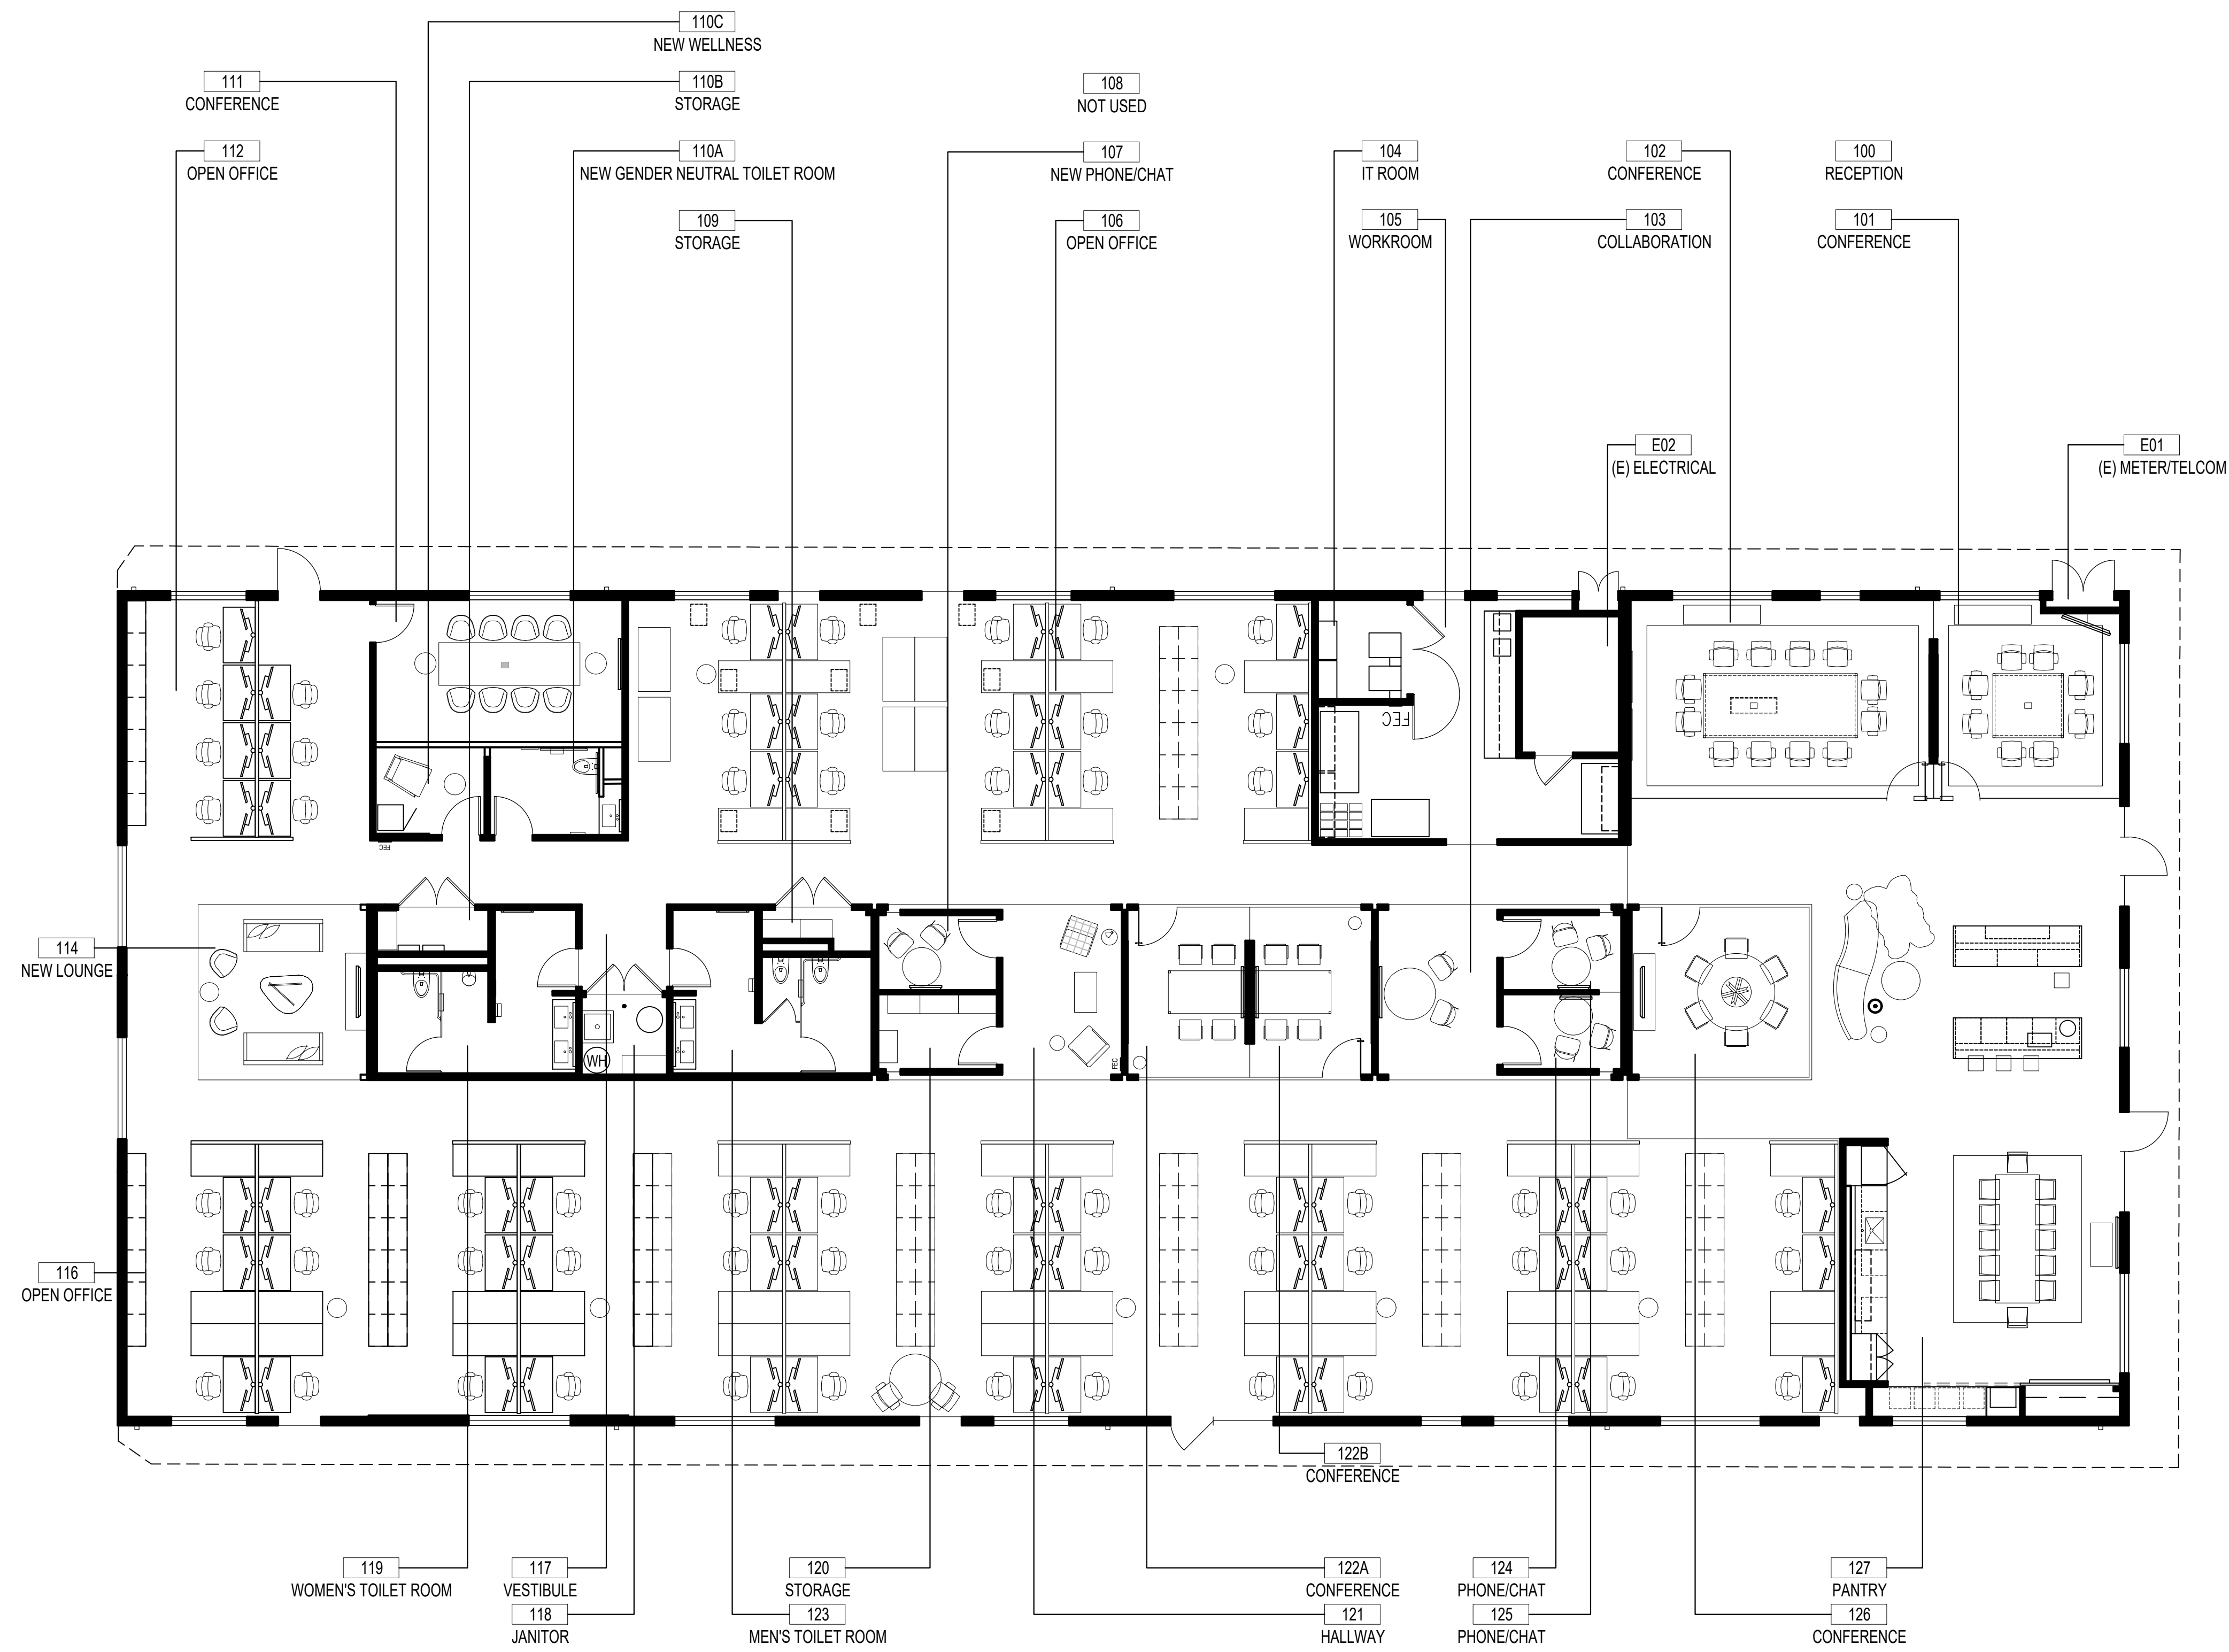 110C
NEW WELLNESS
111
CONFERENCE
110B
STORAGE
108
NOT USED
112
OPEN OFFICE
110A
NEW GENDER NEUTRAL TOILET ROOM
107
NEW PHONE/CHAT
104
IT ROOM
102
CONFERENCE
100
RECEPTION
109
STORAGE
106
OPEN OFFICE
105
WORKROOM
103
COLLABORATION
101
CONFERENCE
E02
(E) ELECTRICAL
E01
(E) METER/TELCOM
FEC
FEC
114
NEW LOUNGE
WH
FEC
116
OPEN OFFICE
122B
CONFERENCE
119
WOMEN'S TOILET ROOM
117
VESTIBULE
120
STORAGE
122A
CONFERENCE
124
PHONE/CHAT
127
PANTRY
118
JANITOR
123
MEN'S TOILET ROOM
121
HALLWAY
125
PHONE/CHAT
126
CONFERENCE